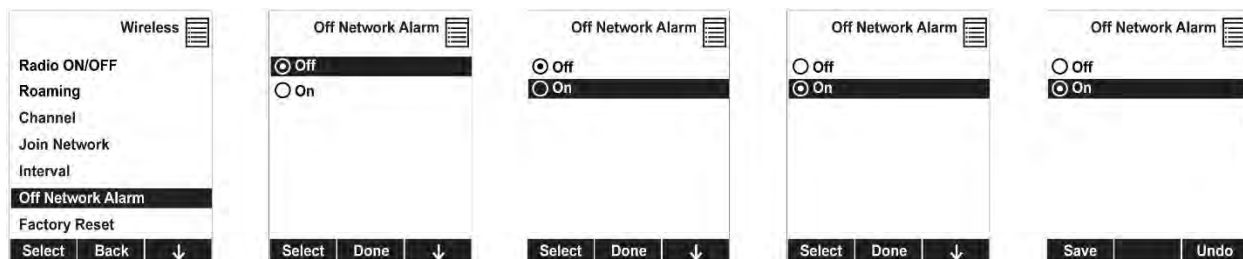 Wireless
Radio ON/OFF
Roaming
Channel
Join Network
Interval
Off Network Alarm
Factory Reset
Select Back ↓
Off Network Alarm
Off
On
Select Done ↓
Off Network Alarm
Off
On
Select Done ↓
Off Network Alarm
Off
On
Select Done ↓
Off Network Alarm
Off
On
Save Undo